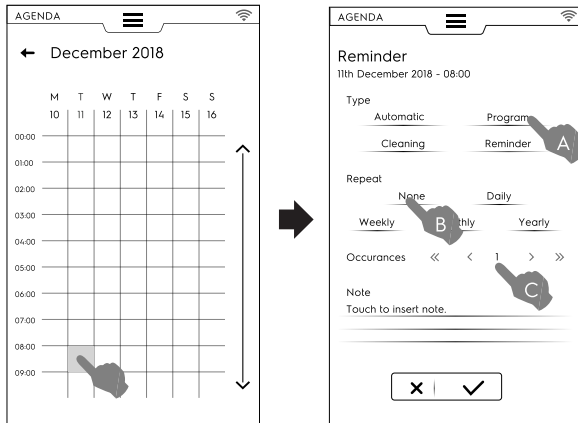 AGENDA
December 2018
M T W T F S S
10 11 12 13 14 15 16
00:00
01:00
02:00
03:00
04:00
05:00
06:00
07:00
08:00
09:00
AGENDA
Reminder
11th December 2018 - 08:00
Type
Automatic Program
Cleaning Reminder
A
Repeat
None Daily
Weekly thly Yearly
B
Occurances « < 1 > »
C
Note
Touch to insert note.